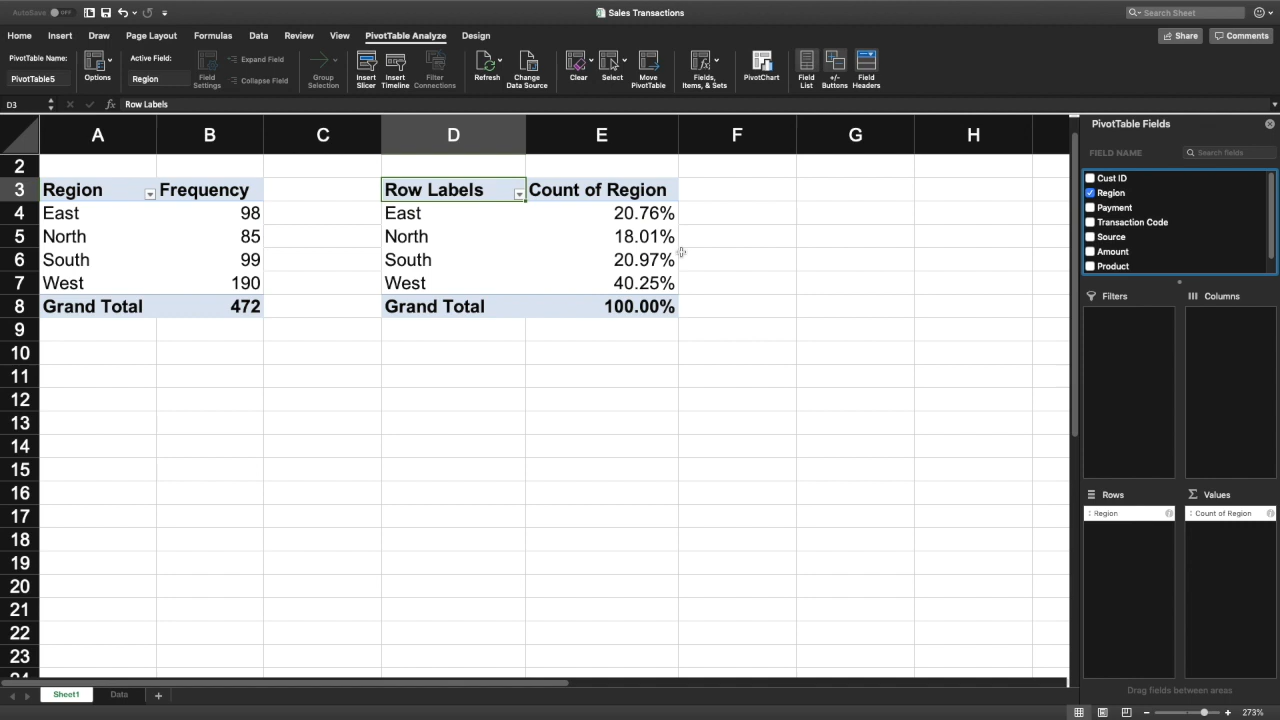 AutoSave OFF
Sales Transactions
Search Sheet
Home Insert Draw Page Layout Formulas Data Review View PivotTable Analyze Design
Share Comments
PivotTable Name:
PivotTable5
Options
Active Field:
Region
Field Settings
Expand Field
Collapse Field
Group Selection
Insert Slicer
Insert Timeline
Filter Connections
Refresh
Change Data Source
Clear
Select
Move PivotTable
Fields, Items, & Sets
PivotChart
Field List
+/- Buttons
Field Headers
D3 fx Row Labels
A B C D E F G H
2
3 Region Frequency Row Labels Count of Region
4 East 98 East 20.76%
5 North 85 North 18.01%
6 South 99 South 20.97%
7 West 190 West 40.25%
8 Grand Total 472 Grand Total 100.00%
9
10
11
12
13
14
15
16
17
18
19
20
21
22
23
24
PivotTable Fields
FIELD NAME Search fields
Cust ID
Region
Payment
Transaction Code
Source
Amount
Product
Filters Columns
Rows Values
Region Count of Region
Drag fields between areas
Sheet1 Data
273%